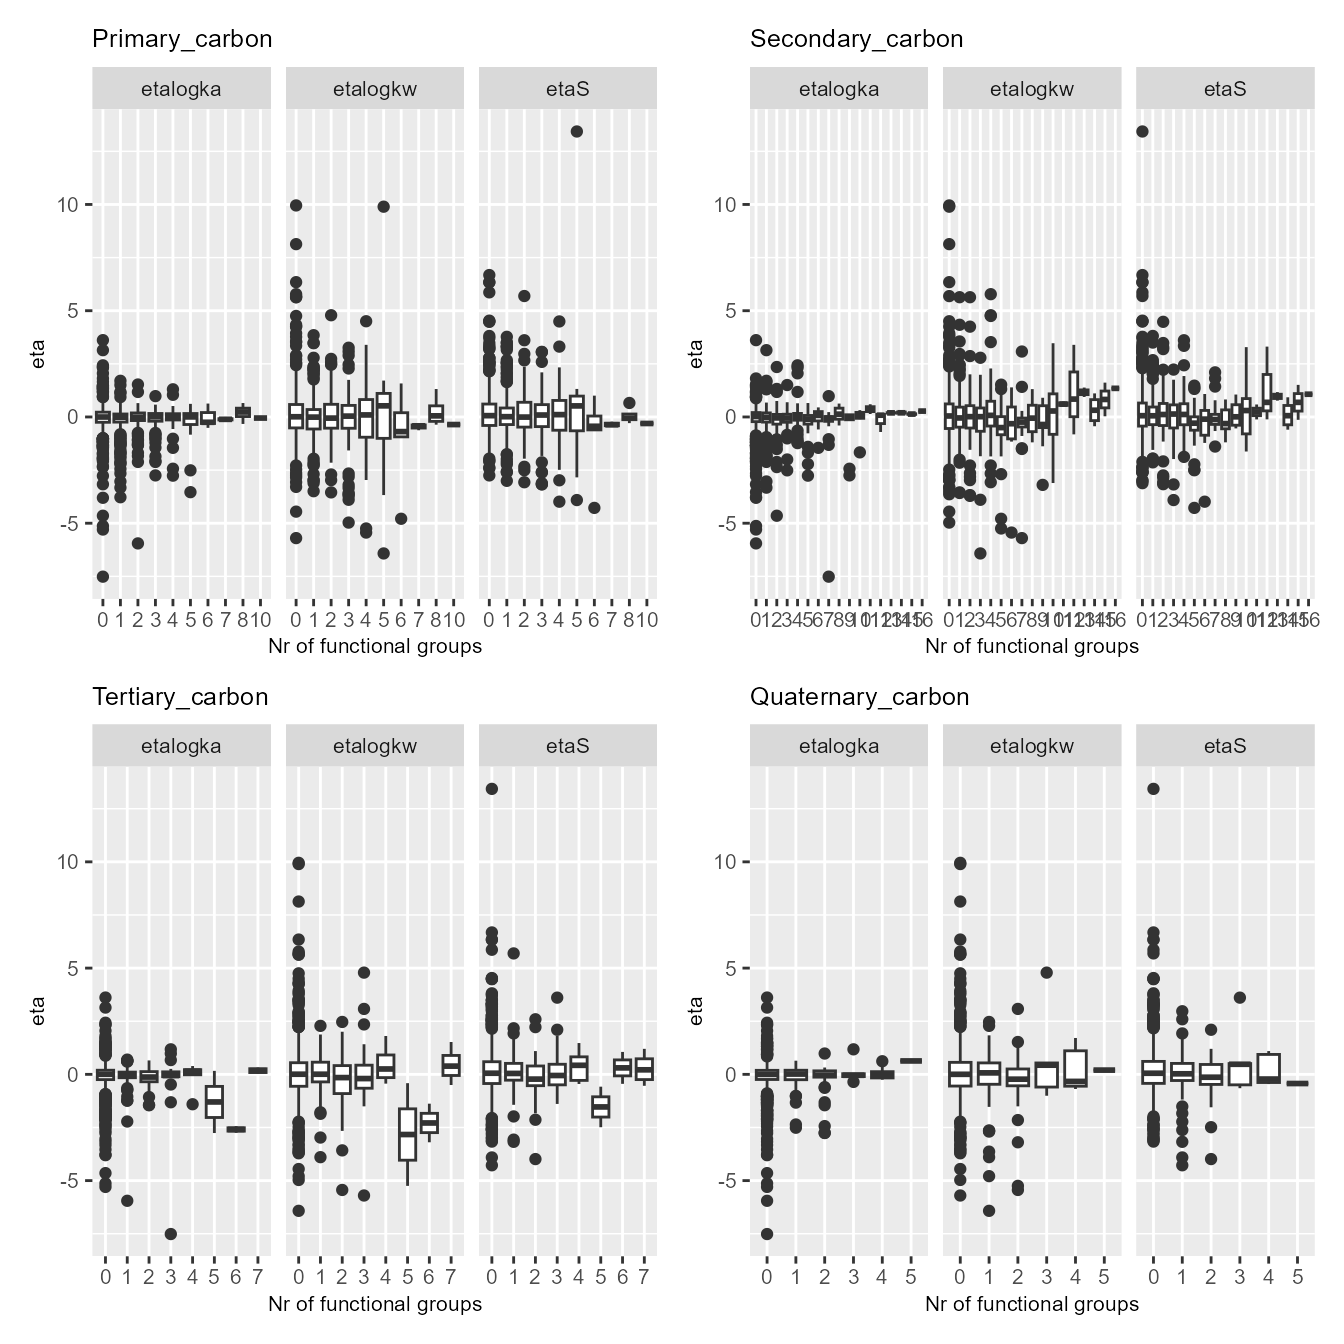 Primary_carbon
etalogka etalogkw etaS
10
5
0
-5
eta
0 1 2 3 4 5 6 7 8 10 0 1 2 3 4 5 6 7 8 10 0 1 2 3 4 5 6 7 8 10
Nr of functional groups
Secondary_carbon
etalogka etalogkw etaS
10
5
0
-5
eta
Nr of functional groups
Tertiary_carbon
etalogka etalogkw etaS
10
5
0
-5
eta
0 1 2 3 4 5 6 7 0 1 2 3 4 5 6 7 0 1 2 3 4 5 6 7
Nr of functional groups
Quaternary_carbon
etalogka etalogkw etaS
10
5
0
-5
eta
0 1 2 3 4 5 0 1 2 3 4 5 0 1 2 3 4 5
Nr of functional groups